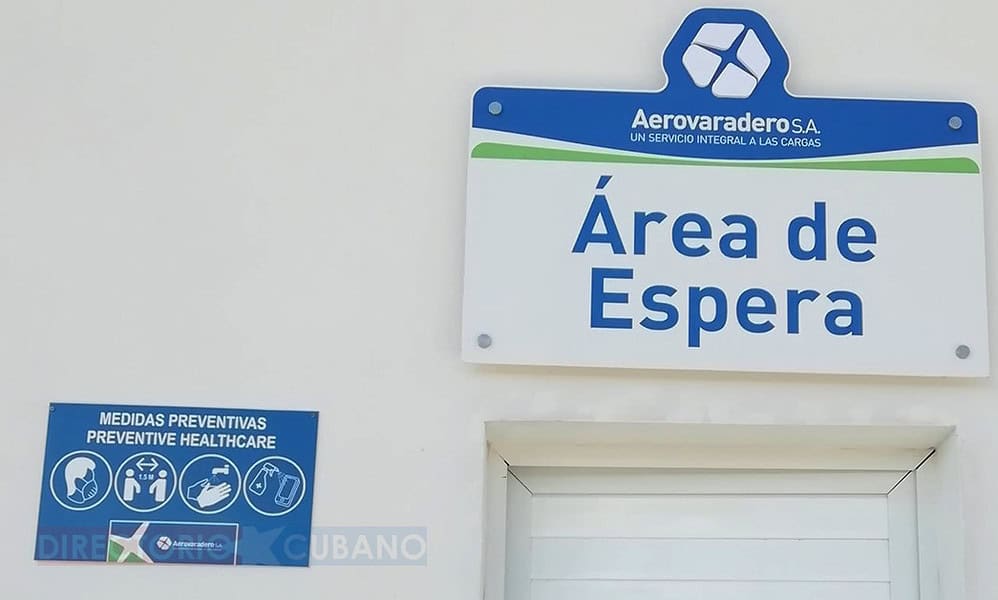 Aerovaradero S.A.
UN SERVICIO INTEGRAL A LAS CARGAS
Área de
Espera
MEDIDAS PREVENTIVAS
PREVENTIVE HEALTHCARE
1.5 M
Aerovaradero S.A.
DIRECTORIO CUBANO